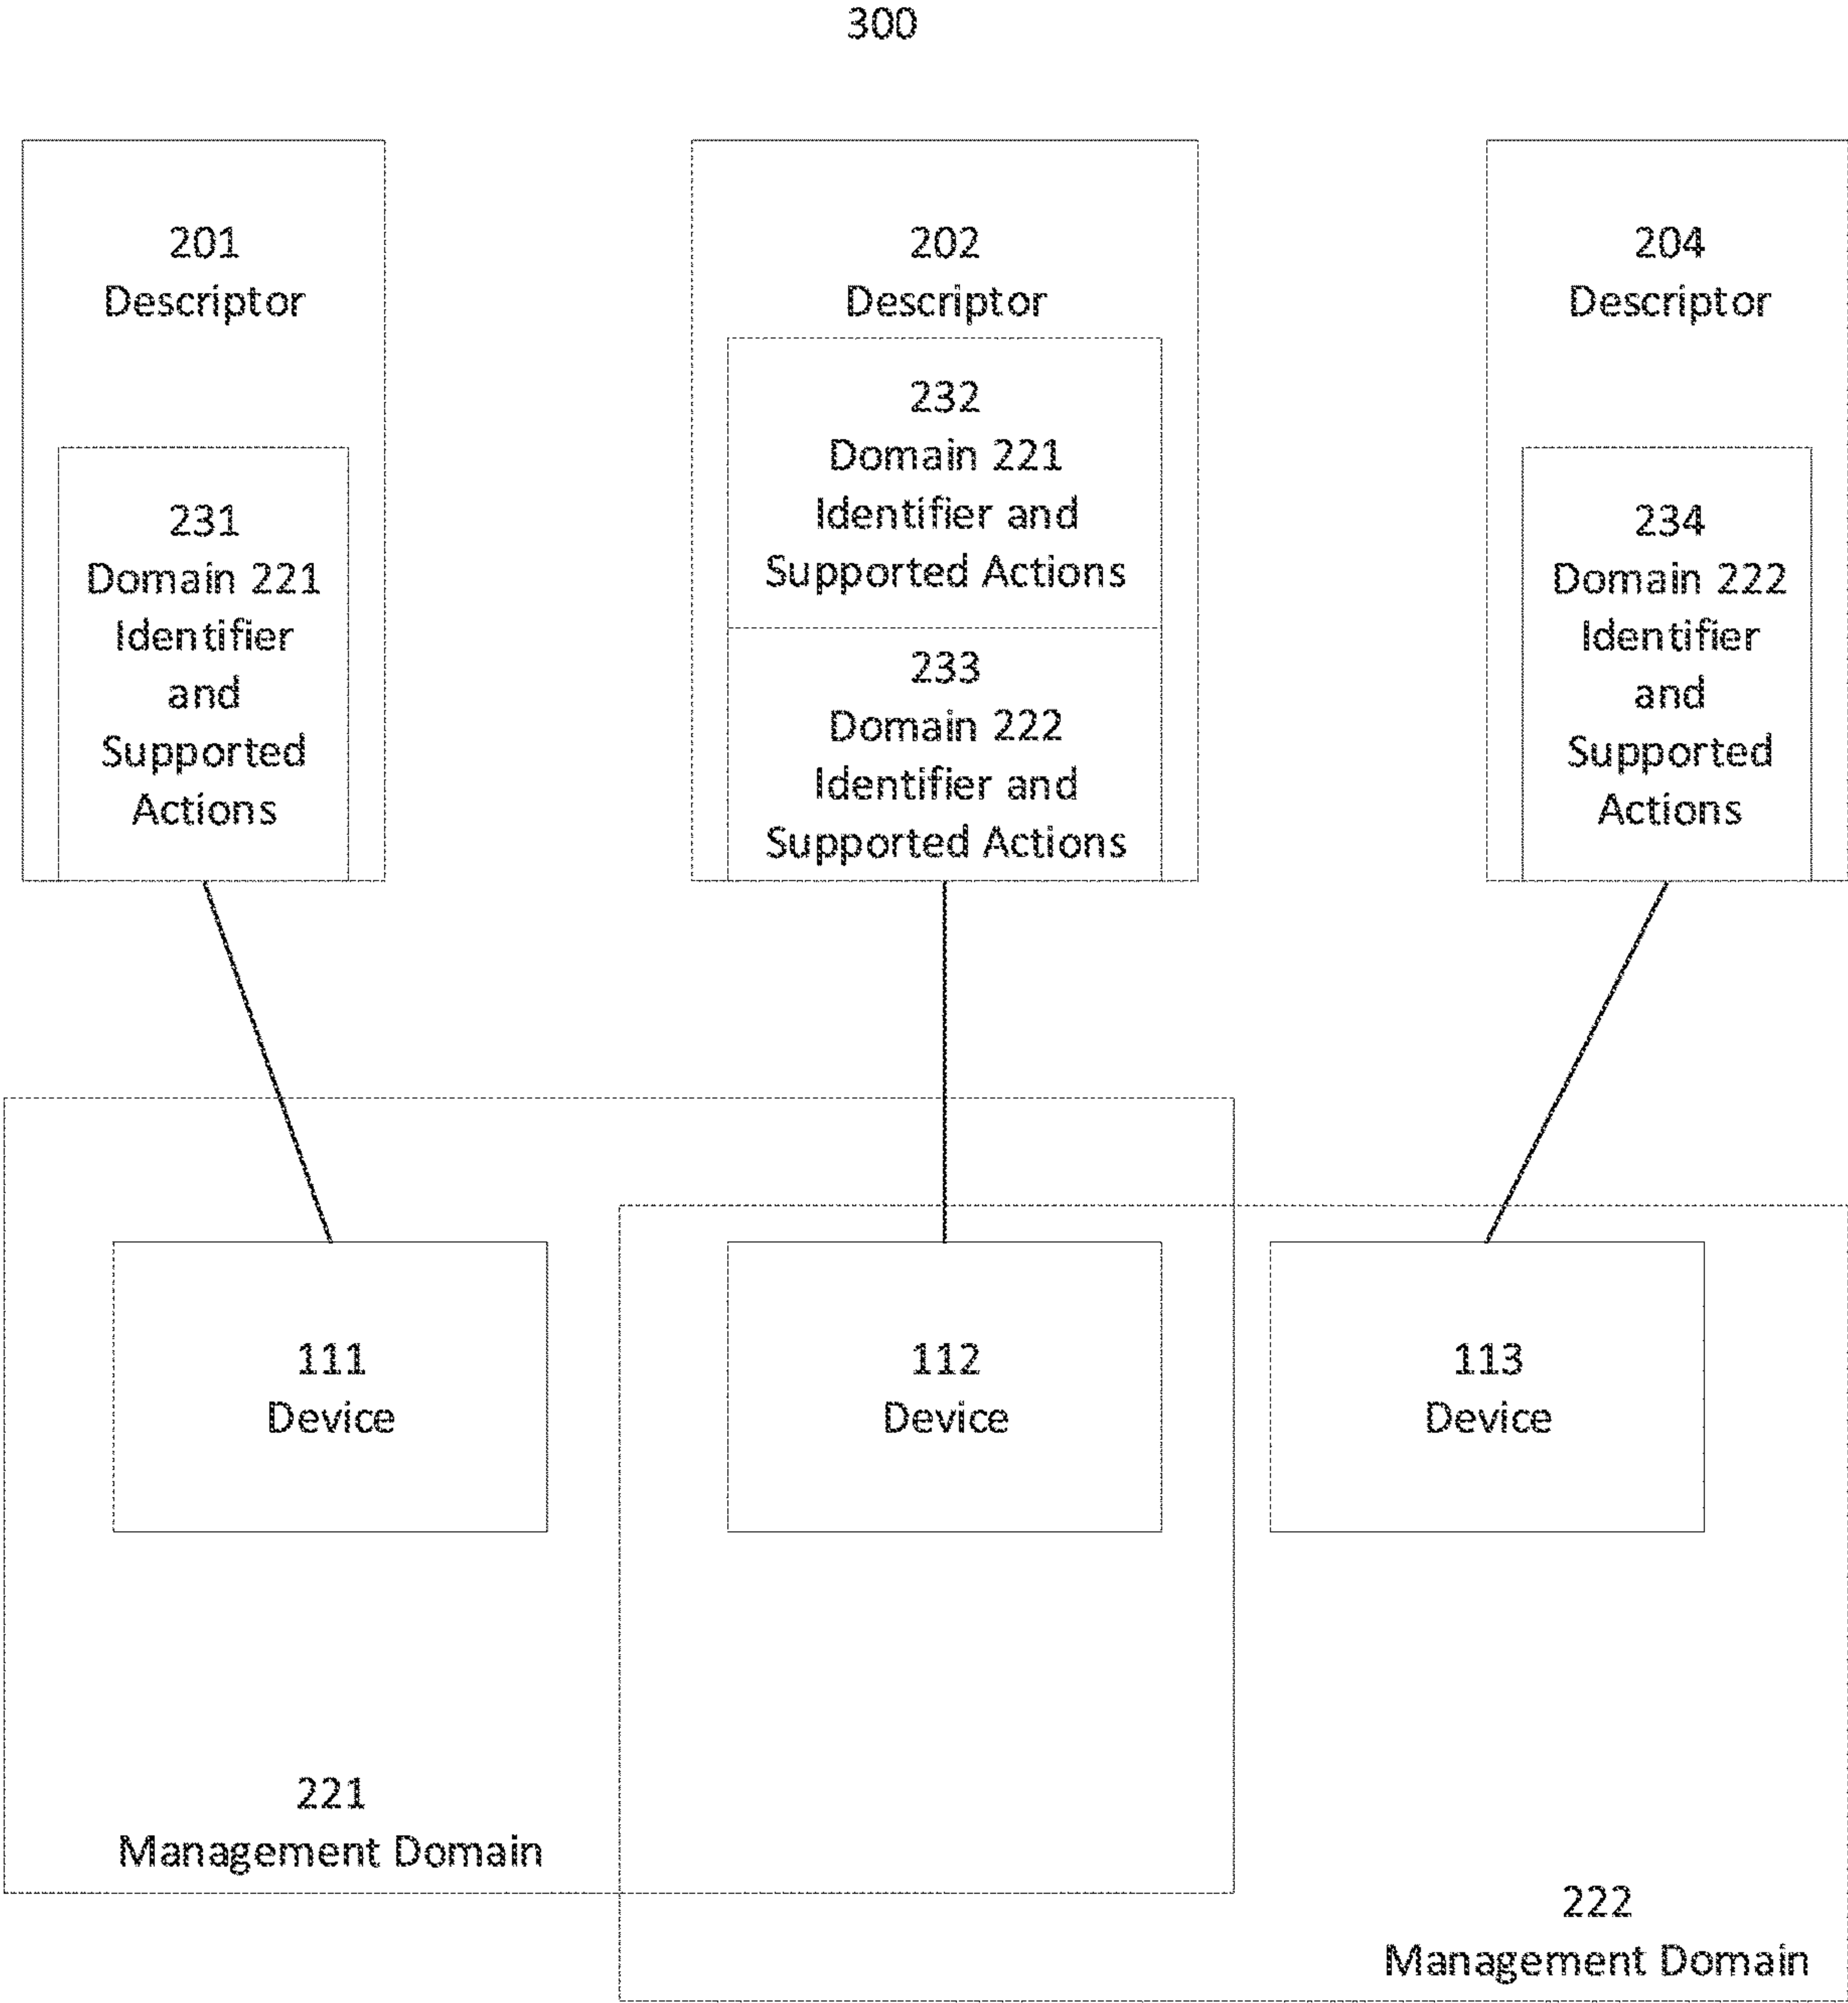 300
201
Descriptor
231
Domain 221
Identifier
and
Supported
Actions
202
Descriptor
232
Domain 221
Identifier and
Supported Actions
233
Domain 222
Identifier and
Supported Actions
204
Descriptor
234
Domain 222
Identifier
and
Supported
Actions
111
Device
112
Device
113
Device
221
Management Domain
222
Management Domain